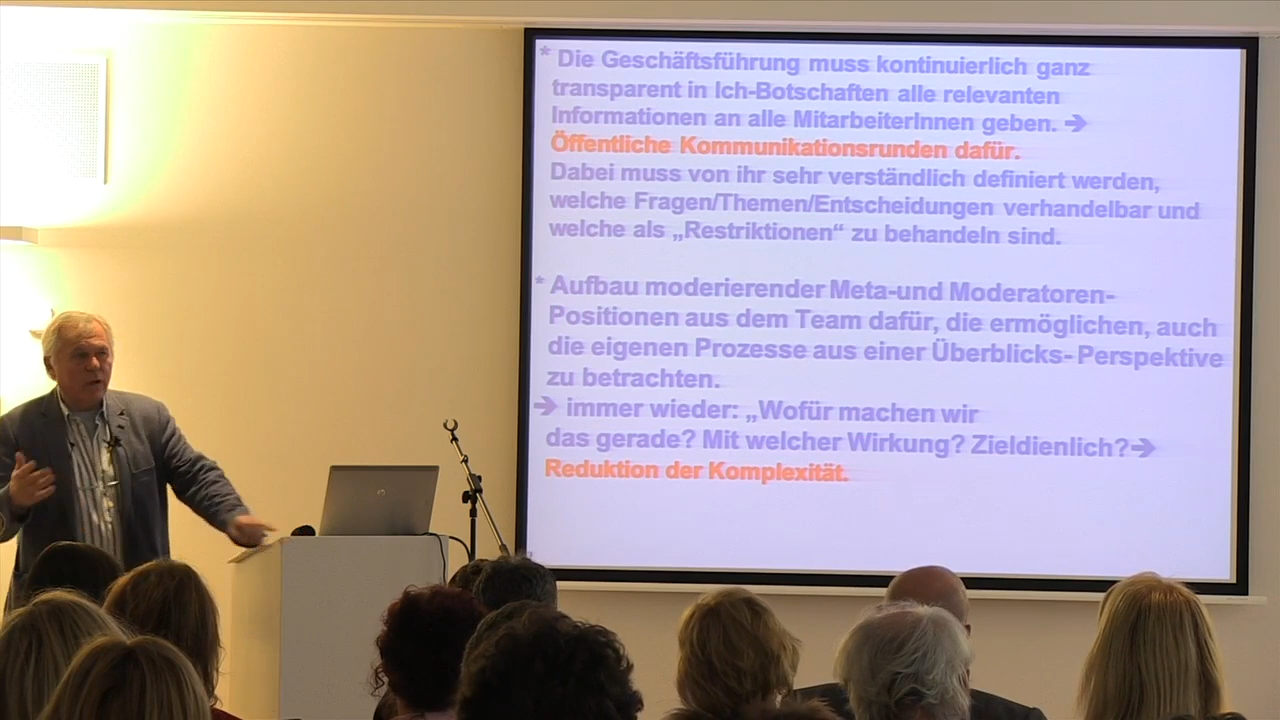 * Die Geschäftsführung muss kontinuierlich ganz
transparent in Ich-Botschaften alle relevanten
Informationen an alle MitarbeiterInnen geben. ➔
Öffentliche Kommunikationsrunden dafür.
Dabei muss von ihr sehr verständlich definiert werden,
welche Fragen/Themen/Entscheidungen verhandelbar und
welche als „Restriktionen“ zu behandeln sind.
* Aufbau moderierender Meta-und Moderatoren-
Positionen aus dem Team dafür, die ermöglichen, auch
die eigenen Prozesse aus einer Überblicks- Perspektive
zu betrachten.
➔ immer wieder: „Wofür machen wir
das gerade? Mit welcher Wirkung? Zieldienlich?➔
Reduktion der Komplexität.
hp